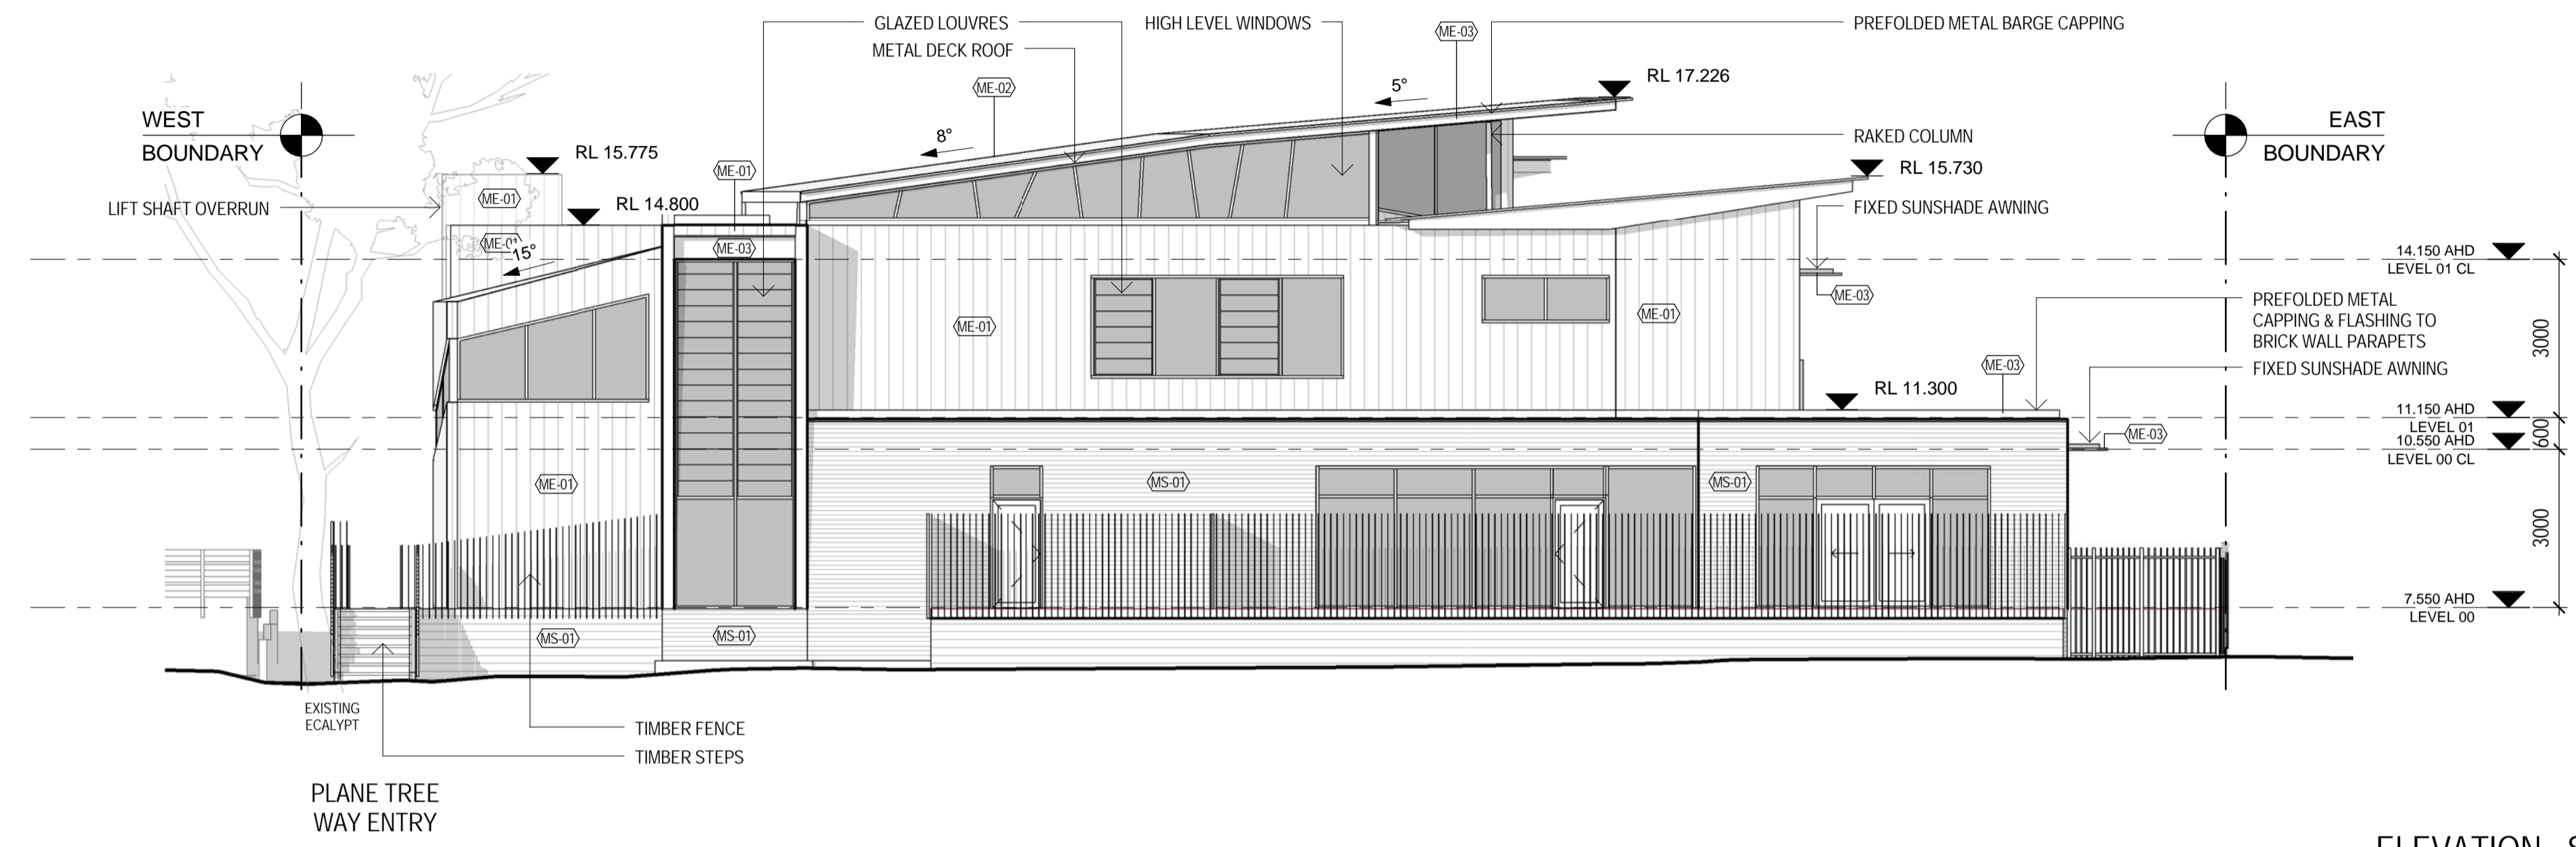 GLAZED LOUVRES
HIGH LEVEL WINDOWS
ME-03
PREFOLDED METAL BARGE CAPPING
METAL DECK ROOF
ME-02
5°
RL 17.226
WEST
BOUNDARY
8°
RAKED COLUMN
EAST
BOUNDARY
RL 15.775
ME-01
RL 15.730
LIFT SHAFT OVERRUN
ME-01
RL 14.800
FIXED SUNSHADE AWNING
ME-01
15°
ME-03
14.150 AHD
LEVEL 01 CL
ME-03
PREFOLDED METAL
CAPPING & FLASHING TO
BRICK WALL PARAPETS
ME-01
ME-01
3000
ME-03
FIXED SUNSHADE AWNING
RL 11.300
11.150 AHD
LEVEL 01
600
ME-03
10.550 AHD
LEVEL 00 CL
ME-01
MS-01
MS-01
3000
7.550 AHD
LEVEL 00
MS-01
MS-01
EXISTING
ECALYPT
TIMBER FENCE
TIMBER STEPS
PLANE TREE
WAY ENTRY
ELEVATION